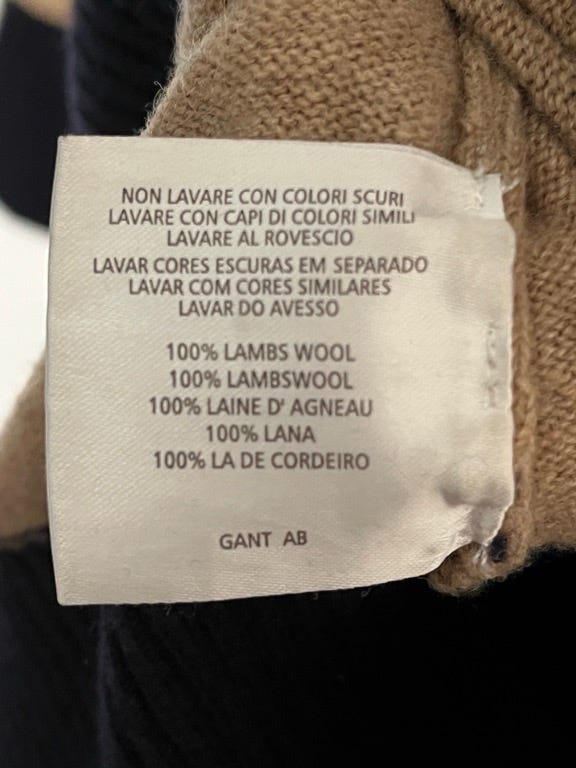 NON LAVARE CON COLORI SCURI
LAVARE CON CAPI DI COLORI SIMILI
LAVARE AL ROVESCIO
LAVAR CORES ESCURAS EM SEPARADO
LAVAR COM CORES SIMILARES
LAVAR DO AVESSO
100% LAMBS WOOL
100% LAMBSWOOL
100% LAINE D' AGNEAU
100% LANA
100% LA DE CORDEIRO
GANT AB